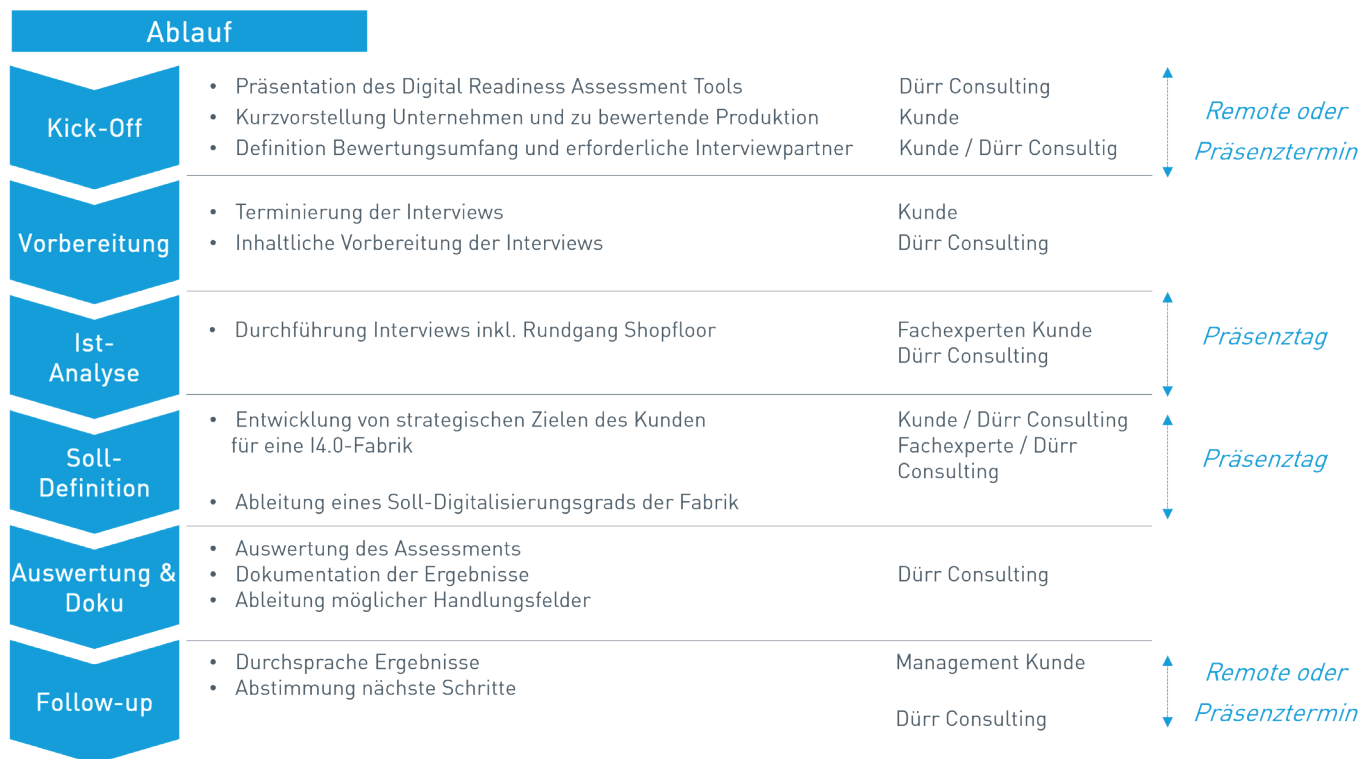 Ablauf
Kick-Off
• Präsentation des Digital Readiness Assessment Tools
Dürr Consulting
• Kurzvorstellung Unternehmen und zu bewertende Produktion
Kunde
• Definition Bewertungsumfang und erforderliche Interviewpartner
Kunde / Dürr Consultig
Remote oder
Präsenztermin
Vorbereitung
• Terminierung der Interviews
Kunde
• Inhaltliche Vorbereitung der Interviews
Dürr Consulting
Ist-
Analyse
• Durchführung Interviews inkl. Rundgang Shopfloor
Fachexperten Kunde
Dürr Consulting
Präsenztag
Soll-
Definition
• Entwicklung von strategischen Zielen des Kunden
für eine I4.0-Fabrik
• Ableitung eines Soll-Digitalisierungsgrads der Fabrik
Kunde / Dürr Consulting
Fachexperte / Dürr
Consulting
Präsenztag
Auswertung &
Doku
• Auswertung des Assessments
• Dokumentation der Ergebnisse
• Ableitung möglicher Handlungsfelder
Dürr Consulting
Follow-up
• Durchsprache Ergebnisse
• Abstimmung nächste Schritte
Management Kunde
Dürr Consulting
Remote oder
Präsenztermin